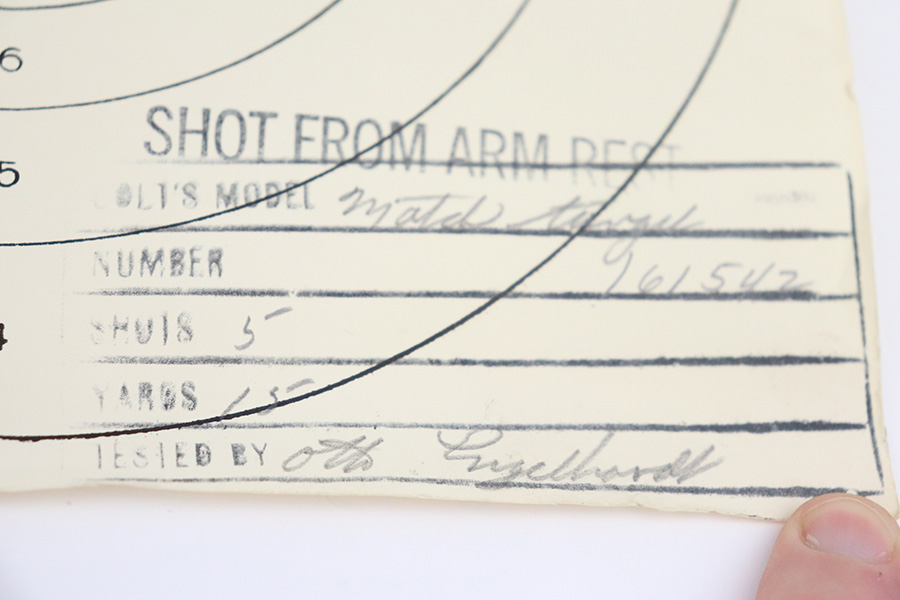 6
5
4
SHOT FROM ARM REST
COLT'S MODEL Match target
NUMBER 161542
SHOTS 5
YARDS 15
TESTED BY Otto Engelhardt